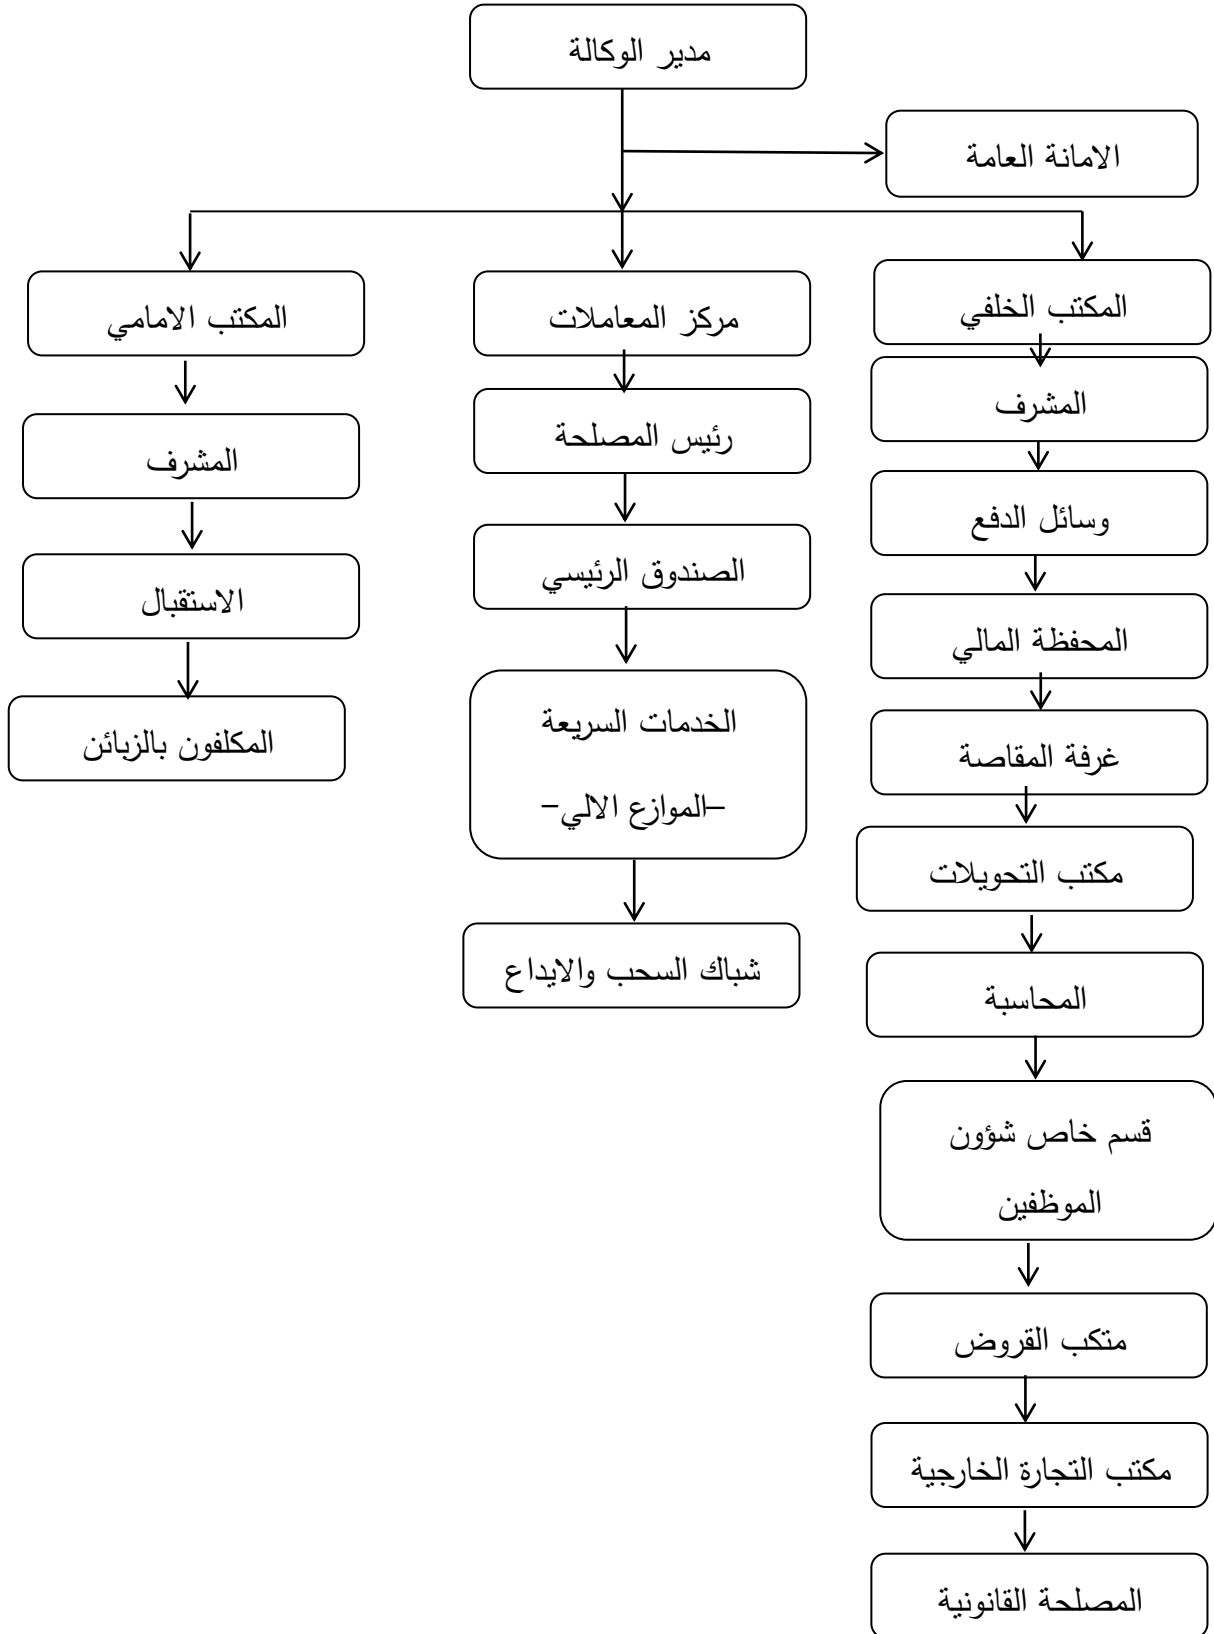 مدير الوكالة
الامانة العامة
المكتب الخلفي
المشرف
وسائل الدفع
المحفظة المالي
غرفة المقاصة
مكتب التحويلات
المحاسبة
قسم خاص شؤون
الموظفين
متكب القروض
مكتب التجارة الخارجية
المصلحة القانونية
مركز المعاملات
رئيس المصلحة
الصندوق الرئيسي
الخدمات السريعة
–الموازع الالي–
شباك السحب والايداع
المكتب الامامي
المشرف
الاستقبال
المكلفون بالزبائن